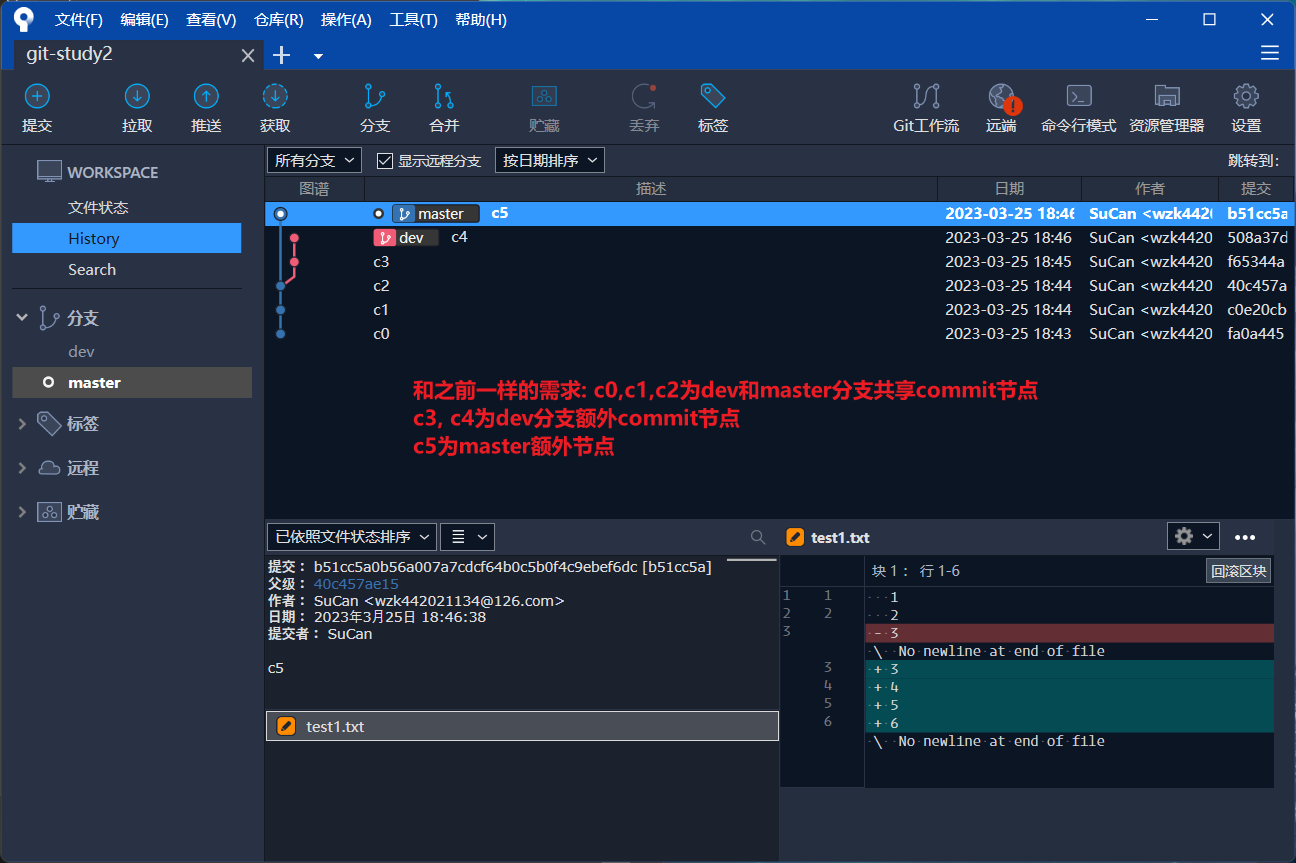 文件(F) 编辑(E) 查看(V) 仓库(R) 操作(A) 工具(T) 帮助(H)
git-study2
提交 拉取 推送 获取 分支 合并 贮藏 丢弃 标签 Git工作流 远端 命令行模式 资源管理器 设置
WORKSPACE
文件状态
History
Search
分支
dev
master
标签
远程
贮藏
所有分支 显示远程分支 按日期排序 跳转到:
图谱 描述 日期 作者 提交
master c5 2023-03-25 18:46 SuCan <wzk442( b51cc5a
dev c4 2023-03-25 18:46 SuCan <wzk4420 508a37d
c3 2023-03-25 18:45 SuCan <wzk4420 f65344a
c2 2023-03-25 18:44 SuCan <wzk4420 40c457a
c1 2023-03-25 18:44 SuCan <wzk4420 c0e20cb
c0 2023-03-25 18:43 SuCan <wzk4420 fa0a445
和之前一样的需求: c0,c1,c2为dev和master分支共享commit节点
c3, c4为dev分支额外commit节点
c5为master额外节点
已依照文件状态排序
提交： b51cc5a0b56a007a7cdcf64b0c5b0f4c9ebef6dc [b51cc5a]
父级： 40c457ae15
作者： SuCan <wzk442021134@126.com>
日期： 2023年3月25日 18:46:38
提交者： SuCan
c5
test1.txt
test1.txt
块 1： 行 1-6 回滚区块
1 1 1
2 2 2
3 - 3
\ No newline at end of file
3 + 3
4 + 4
5 + 5
6 + 6
\ No newline at end of file